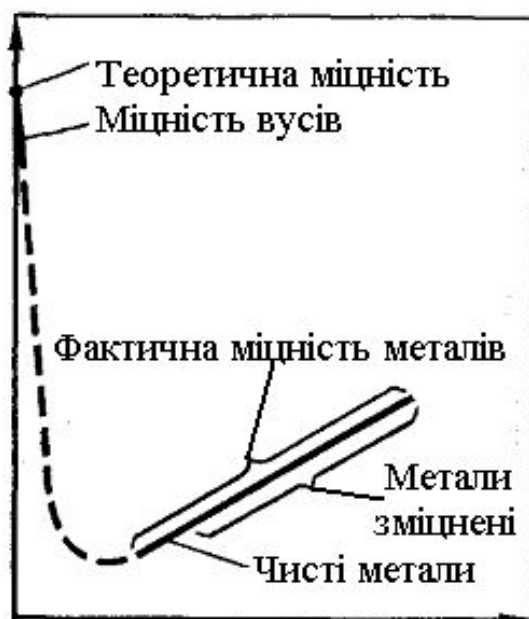 Теоретична міцність
Міцність вусів
Фактична міцність металів
Метали
зміцнені
Чисті метали